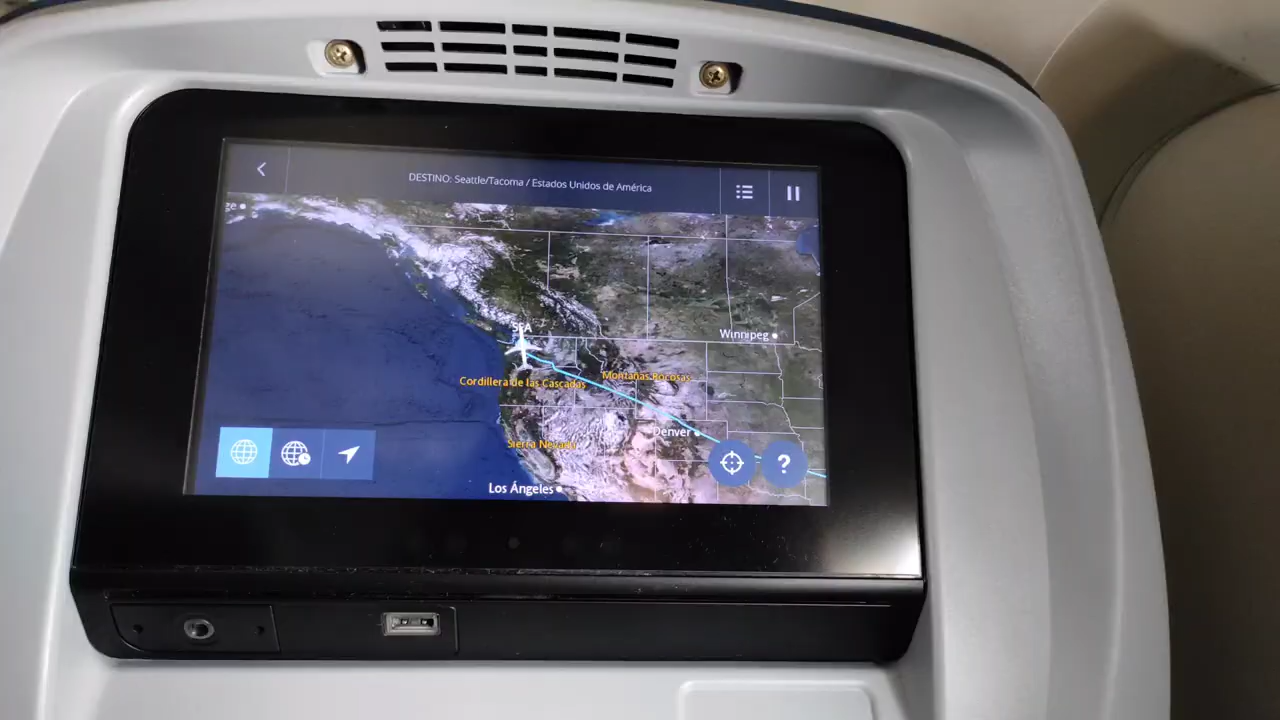 DESTINO: Seattle/Tacoma / Estados Unidos de América
SEA
Winnipeg
Cordillera de las Cascadas
Montañas Rocosas
Denver
Sierra Nevada
Los Ángeles
?